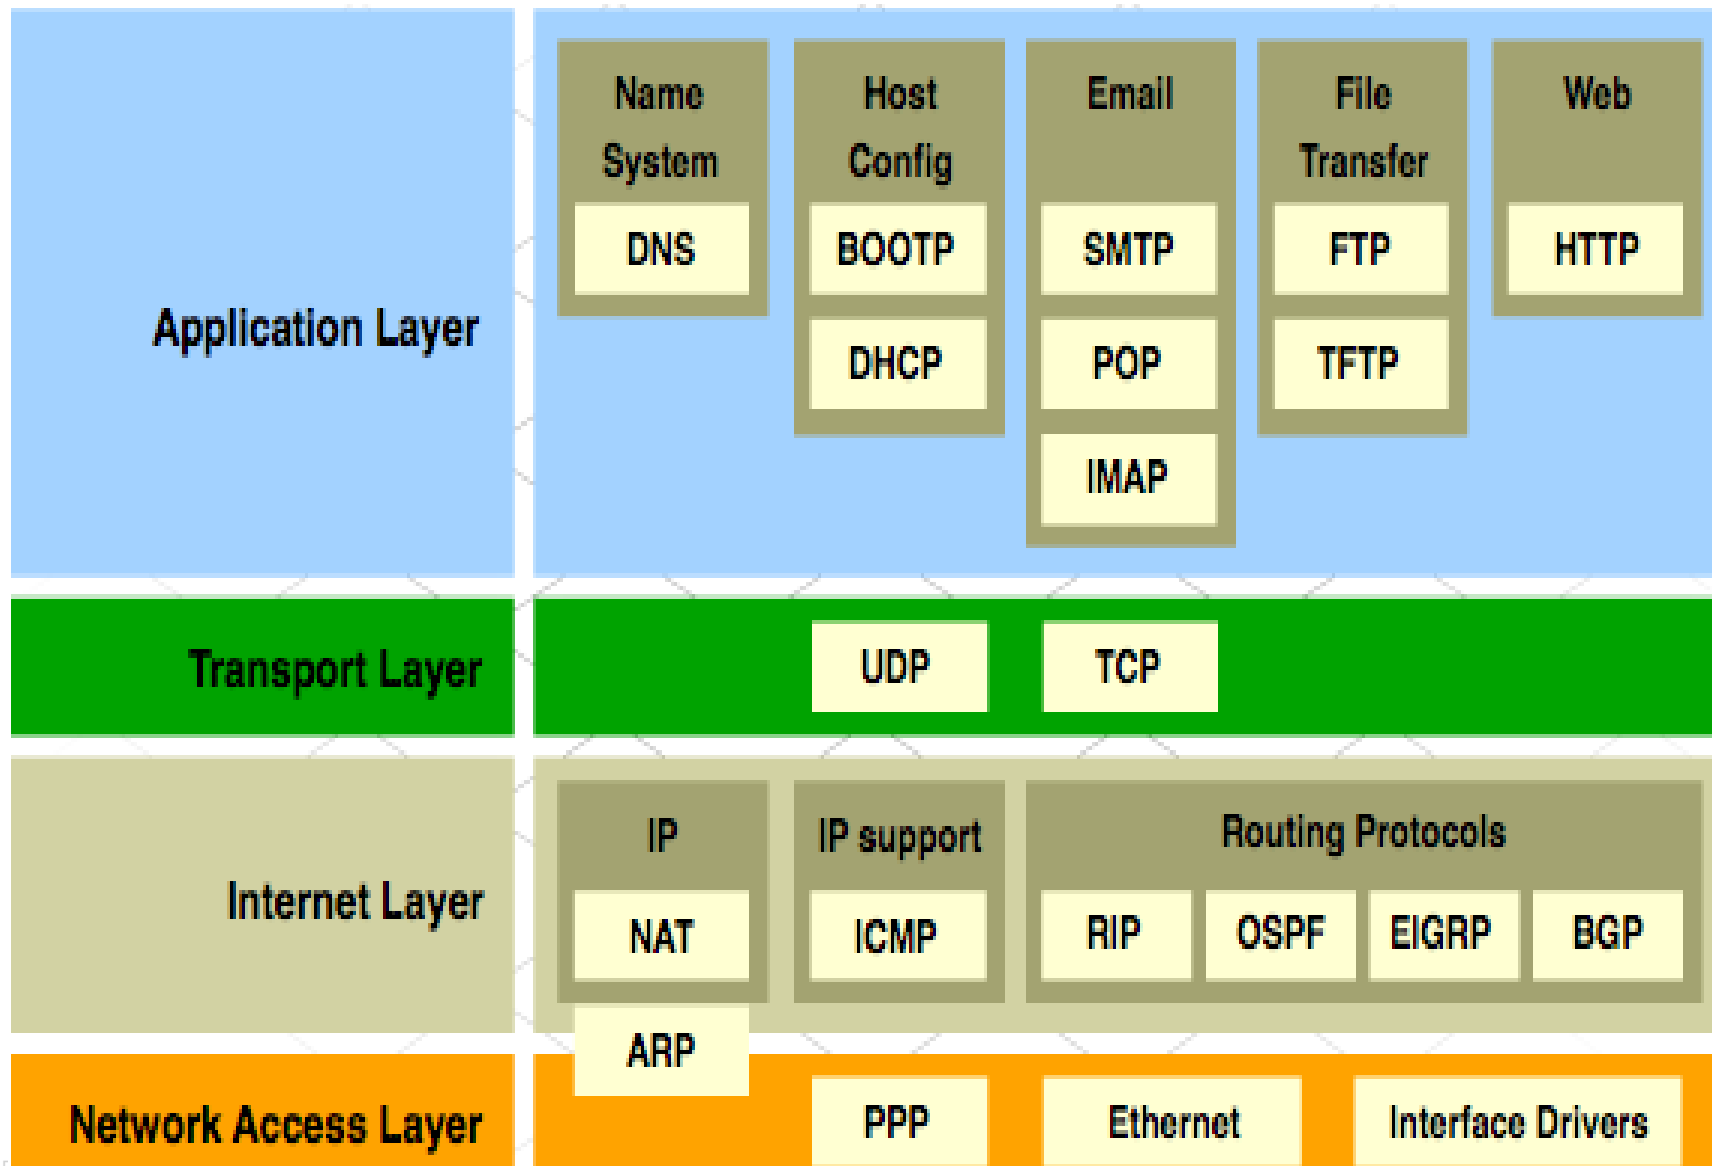 Application Layer
Name
System
DNS
Host
Config
BOOTP
DHCP
Email
SMTP
POP
IMAP
File
Transfer
FTP
TFTP
Web
HTTP
Transport Layer
UDP
TCP
Internet Layer
IP
NAT
ARP
IP support
ICMP
Routing Protocols
RIP
OSPF
EIGRP
BGP
Network Access Layer
PPP
Ethernet
Interface Drivers